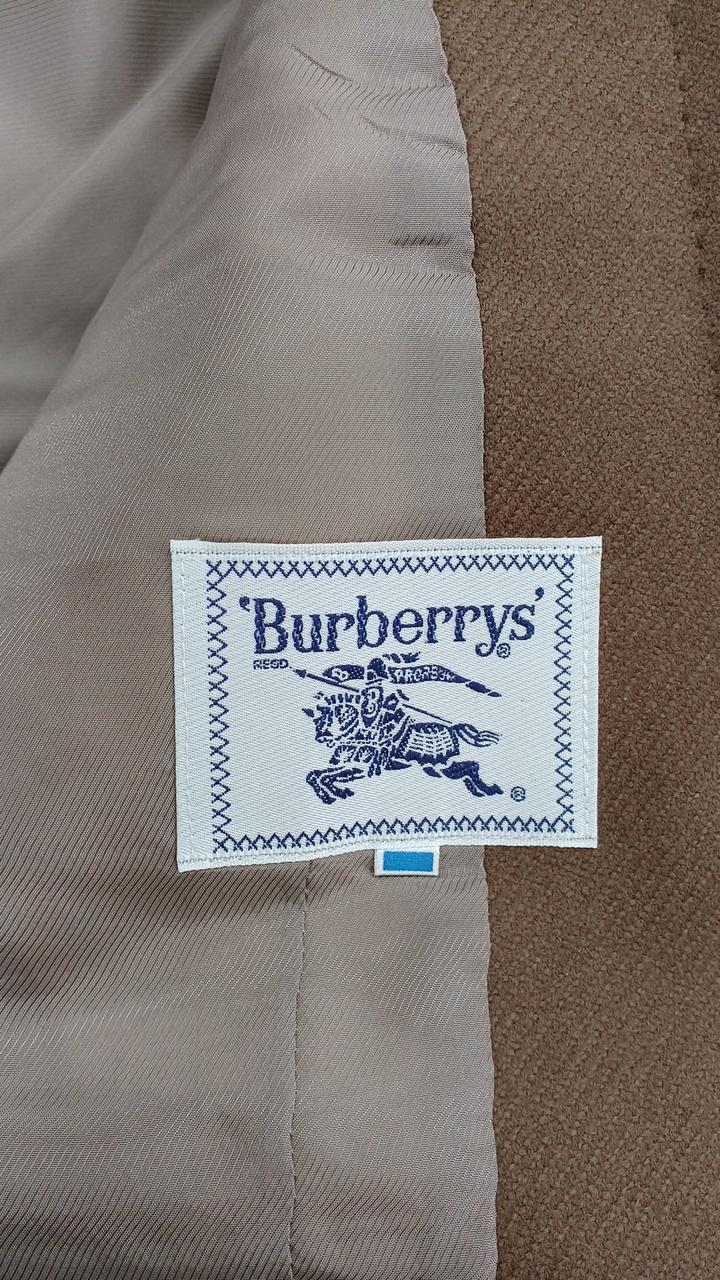 'Burberrys'®
REGD.
PRORSUM
®